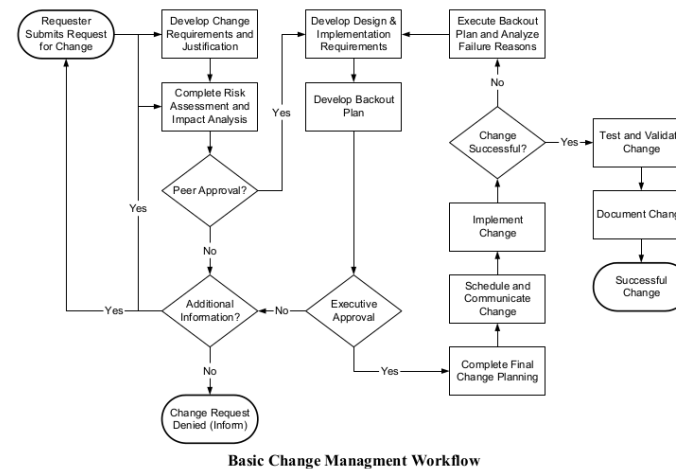 Requester
Submits Request
for Change
Develop Change
Requirements and
Justification
Develop Design &
Implementation
Requirements
Execute Backout
Plan and Analyze
Failure Reasons
Complete Risk
Assessment and
Impact Analysis
Yes
Develop Backout
Plan
No
Change
Successful?
Yes
Test and Validat
Change
Peer Approval?
Yes
No
Implement
Change
Document Chang
Additional
Information?
Yes
No
Executive
Approval
Schedule and
Communicate
Change
Successful
Change
No
Yes
Complete Final
Change Planning
Change Request
Denied (Inform)
Basic Change Managment Workflow